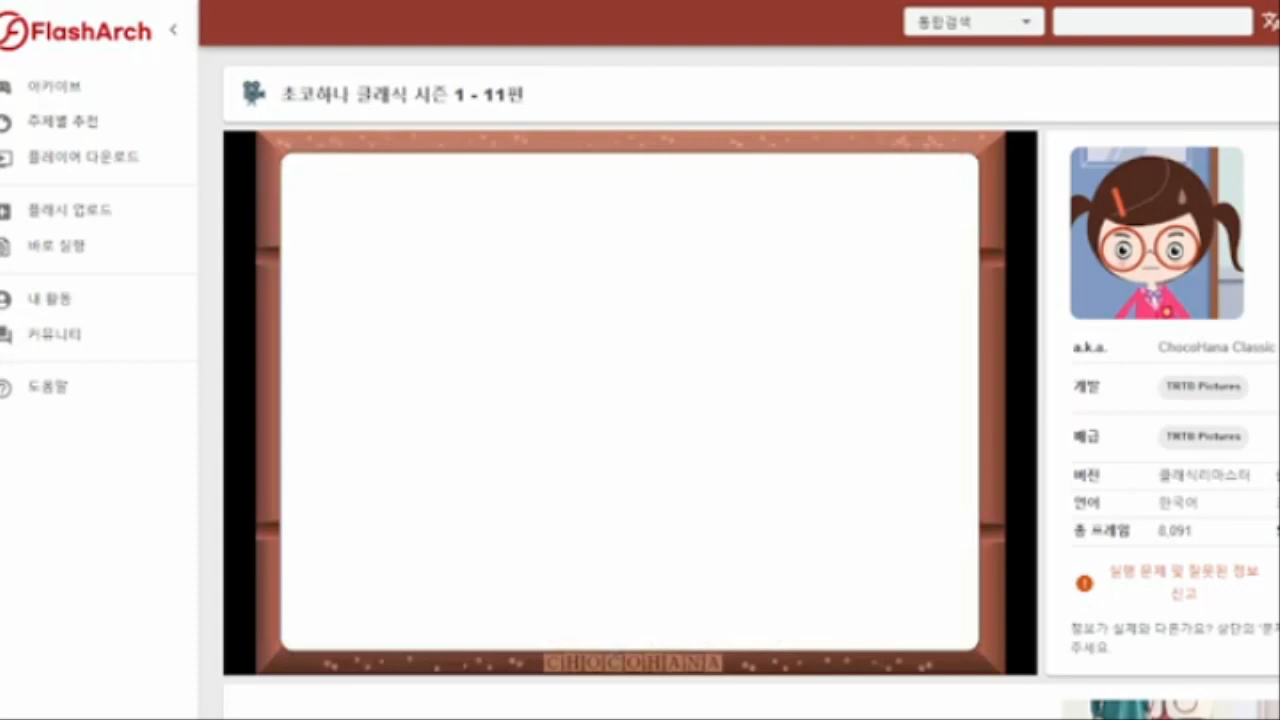 FlashArch
통합검색
아카이브
주제별 추천
플레이어 다운로드
플래시 업로드
바로 실행
내 활동
커뮤니티
도움말
초코하나 클래식 시즌 1 - 11편
CHOCOHANA
a.k.a. ChocoHana Classic
개발 TRTB Pictures
배급 TRTB Pictures
버전 클래식리마스터
언어 한국어
총 프레임 8,091
실행 문제 및 잘못된 정보
신고
정보가 실제와 다른가요? 상단의 '문
주세요.